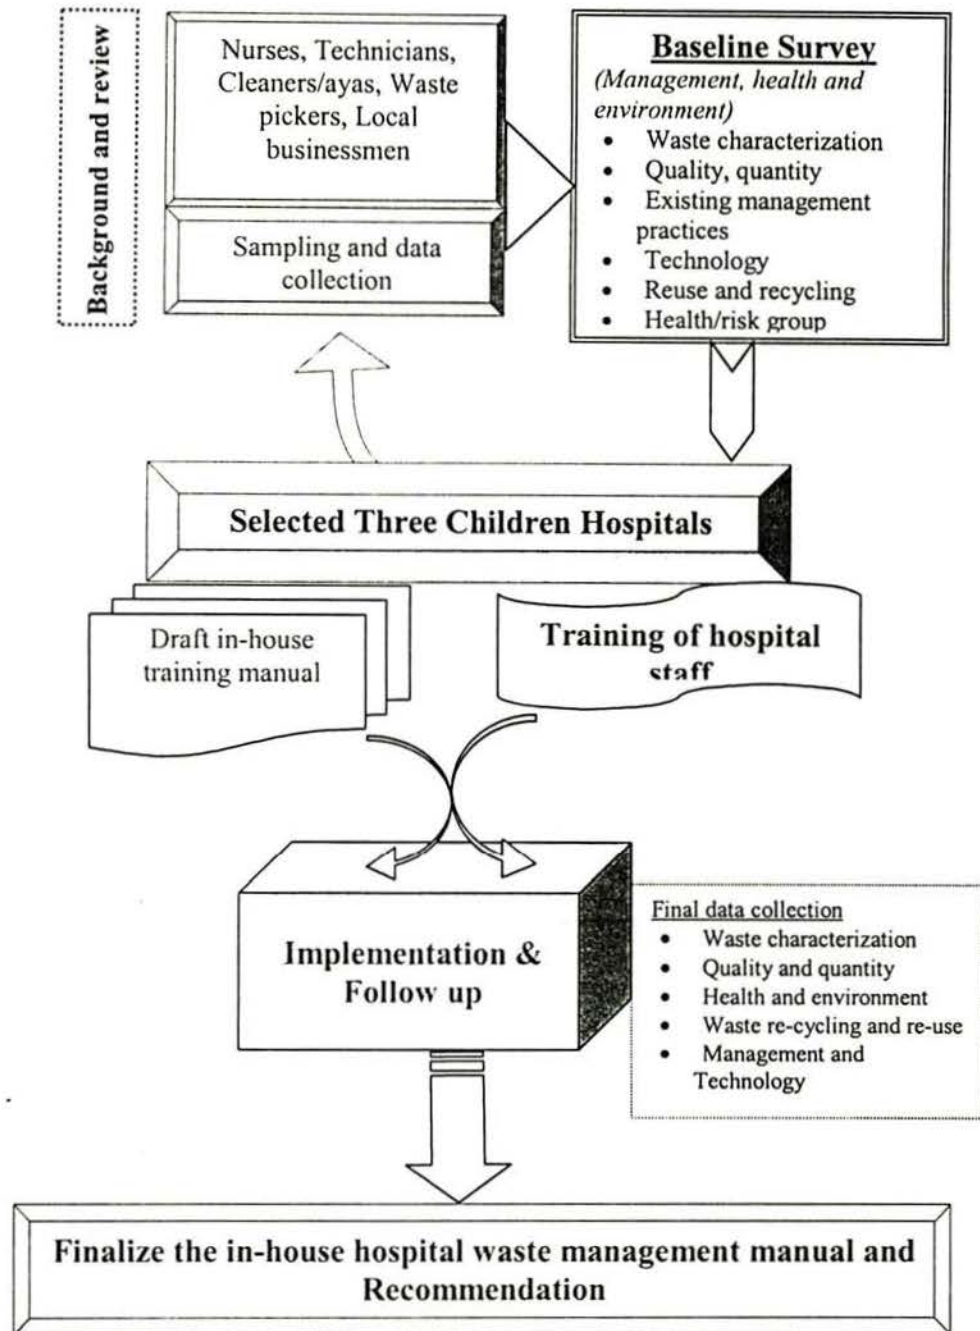 Background and review
Nurses, Technicians,
Cleaners/ayas, Waste
pickers, Local
businessmen
Sampling and data
collection
Baseline Survey
(Management, health and
environment)
• Waste characterization
• Quality, quantity
• Existing management
practices
• Technology
• Reuse and recycling
• Health/risk group
Selected Three Children Hospitals
Draft in-house
training manual
Training of hospital
staff
Implementation &
Follow up
Final data collection
• Waste characterization
• Quality and quantity
• Health and environment
• Waste re-cycling and re-use
• Management and
Technology
Finalize the in-house hospital waste management manual and
Recommendation